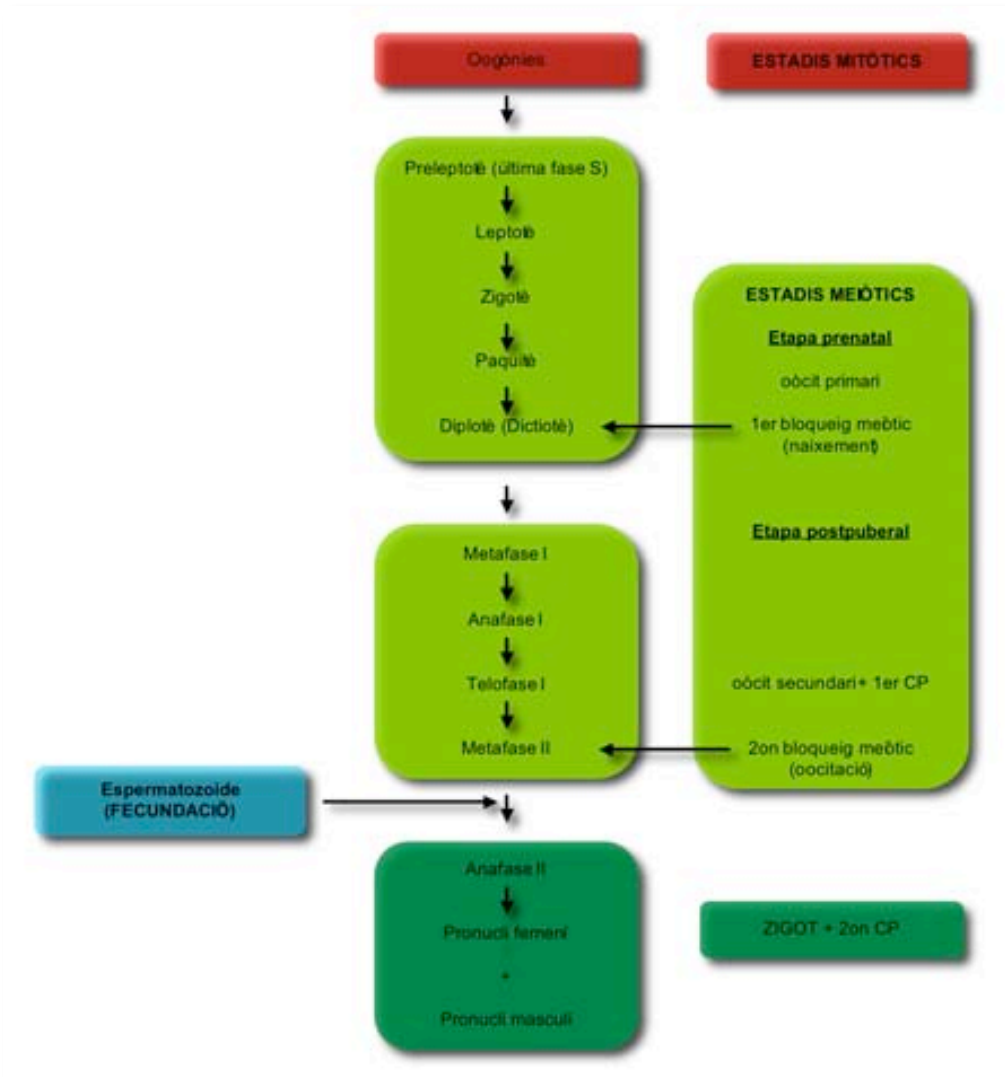 Oogònies
ESTADIS MITÒTICS
Preleptotè (última fase S)
Leptotè
Zigotè
Paquitè
Diplotè (Dictiotè)
ESTADIS MEIÒTICS
Etapa prenatal
oòcit primari
1er bloqueig meòtic
(naixement)
Etapa postpuberal
Metafase I
Anafase I
Telofase I
Metafase II
oòcit secundari+ 1er CP
2on bloqueig meòtic
(oocitació)
Espermatozoide
(FECUNDACIÓ)
Anafase II
Pronucli femení
+
Pronucli masculí
ZIGOT + 2on CP